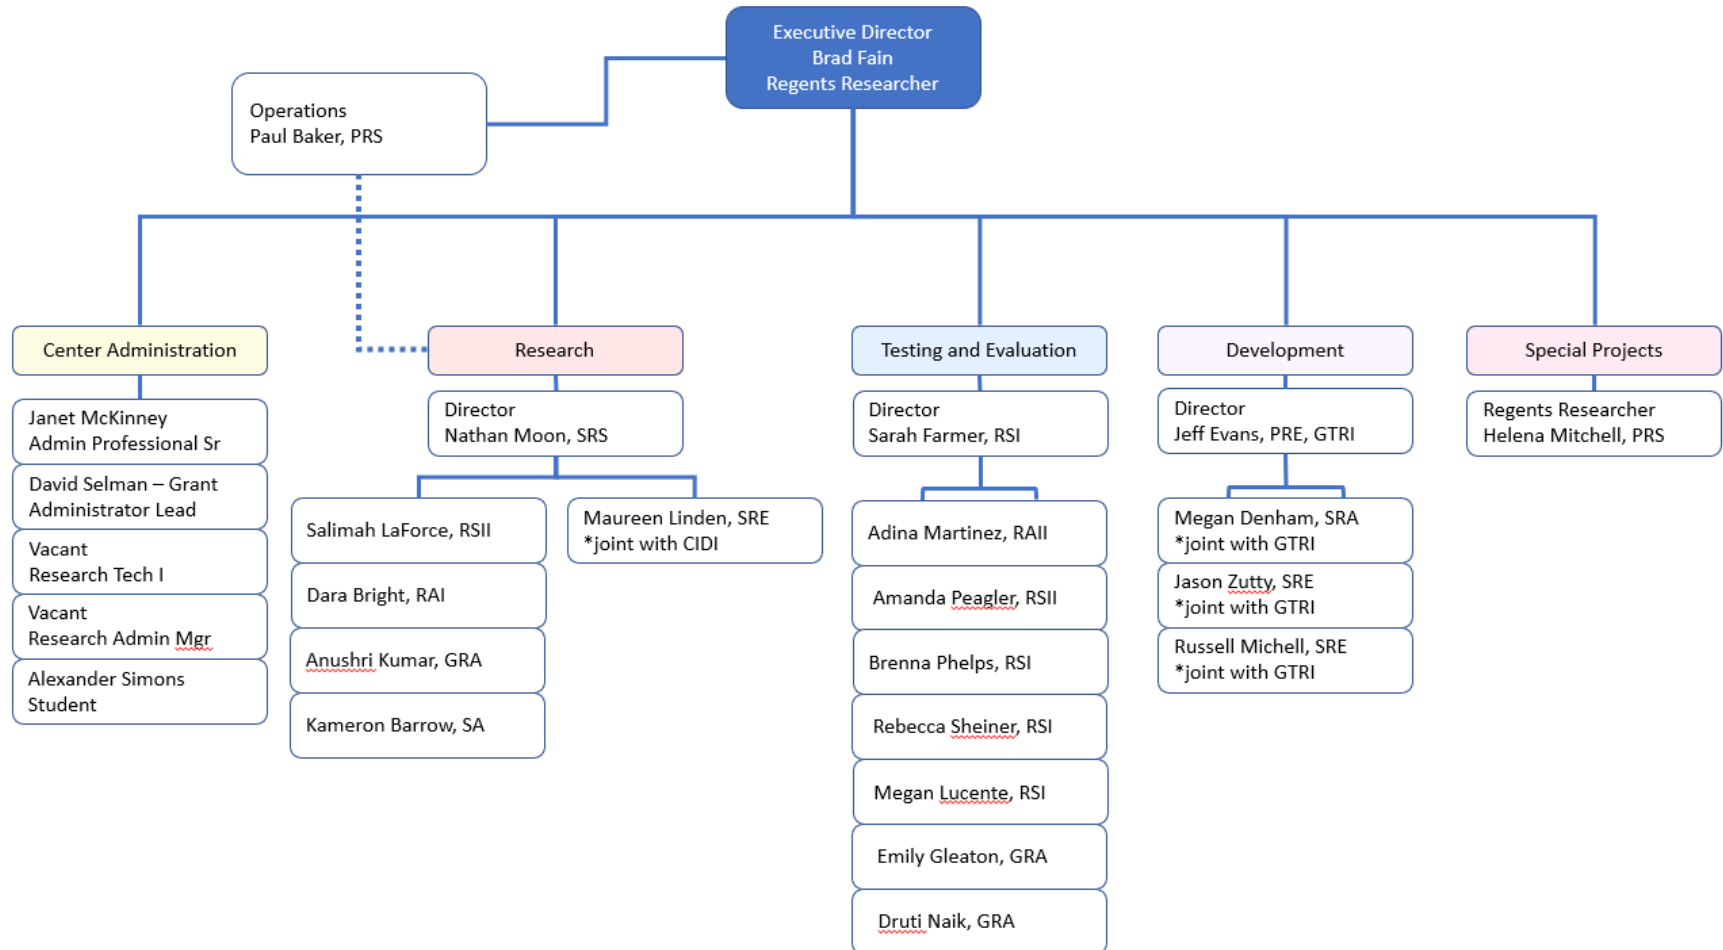 Executive Director
Brad Fain
Regents Researcher
Operations
Paul Baker, PRS
Center Administration
Janet McKinney
Admin Professional Sr
David Selman – Grant
Administrator Lead
Vacant
Research Tech I
Vacant
Research Admin Mgr
Alexander Simons
Student
Research
Director
Nathan Moon, SRS
Salimah LaForce, RSII
Dara Bright, RAI
Anushri Kumar, GRA
Kameron Barrow, SA
Maureen Linden, SRE
*joint with CIDI
Testing and Evaluation
Director
Sarah Farmer, RSI
Adina Martinez, RAII
Amanda Peagler, RSII
Brenna Phelps, RSI
Rebecca Sheiner, RSI
Megan Lucente, RSI
Emily Gleaton, GRA
Druti Naik, GRA
Development
Director
Jeff Evans, PRE, GTRI
Megan Denham, SRA
*joint with GTRI
Jason Zutty, SRE
*joint with GTRI
Russell Michell, SRE
*joint with GTRI
Special Projects
Regents Researcher
Helena Mitchell, PRS